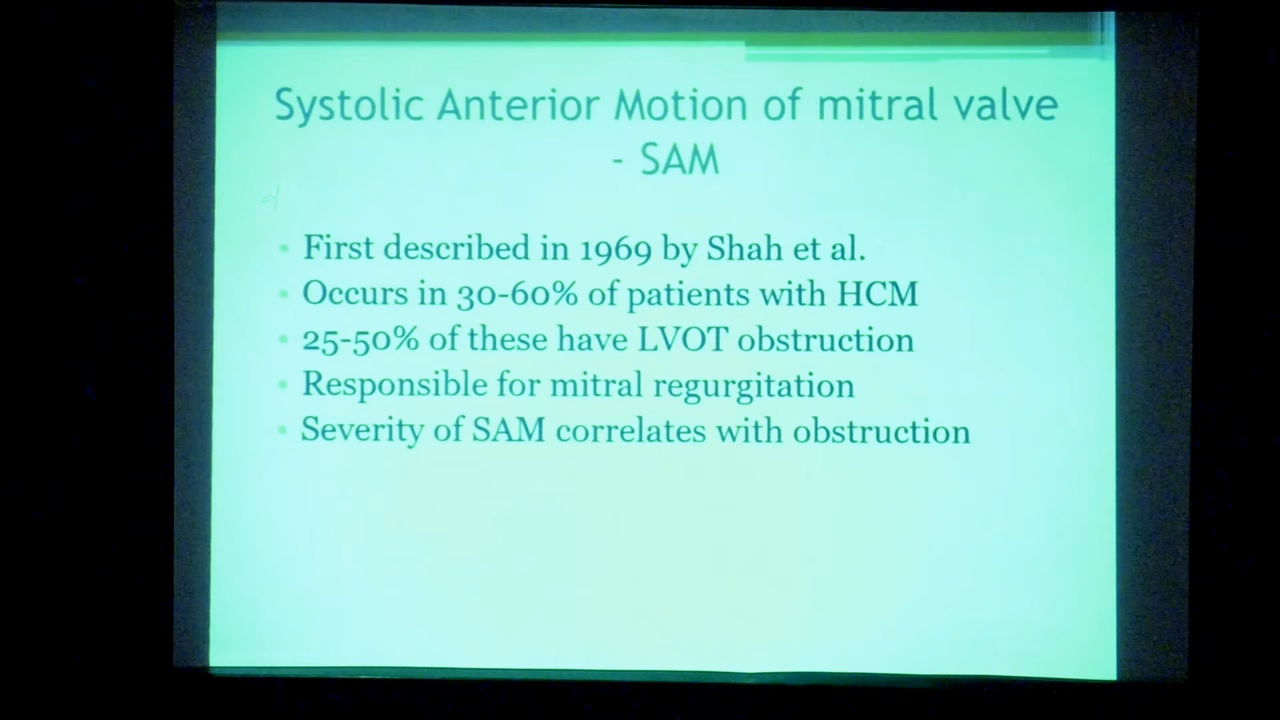 Systolic Anterior Motion of mitral valve
- SAM
• First described in 1969 by Shah et al.
• Occurs in 30-60% of patients with HCM
• 25-50% of these have LVOT obstruction
• Responsible for mitral regurgitation
• Severity of SAM correlates with obstruction